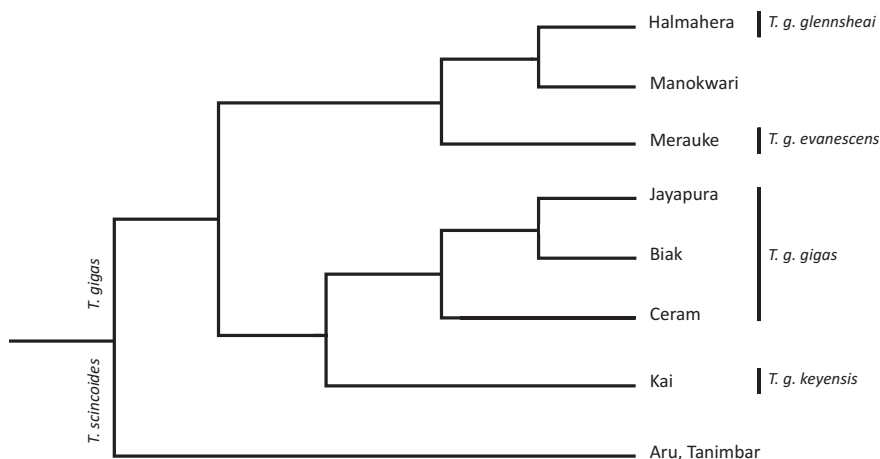 Halmahera
T. g. glennsheai
Manokwari
Merauke
T. g. evanescens
Jayapura
Biak
T. g. gigas
Ceram
Kai
T. g. keyensis
Aru, Tanimbar
T. gigas
T. scincoides